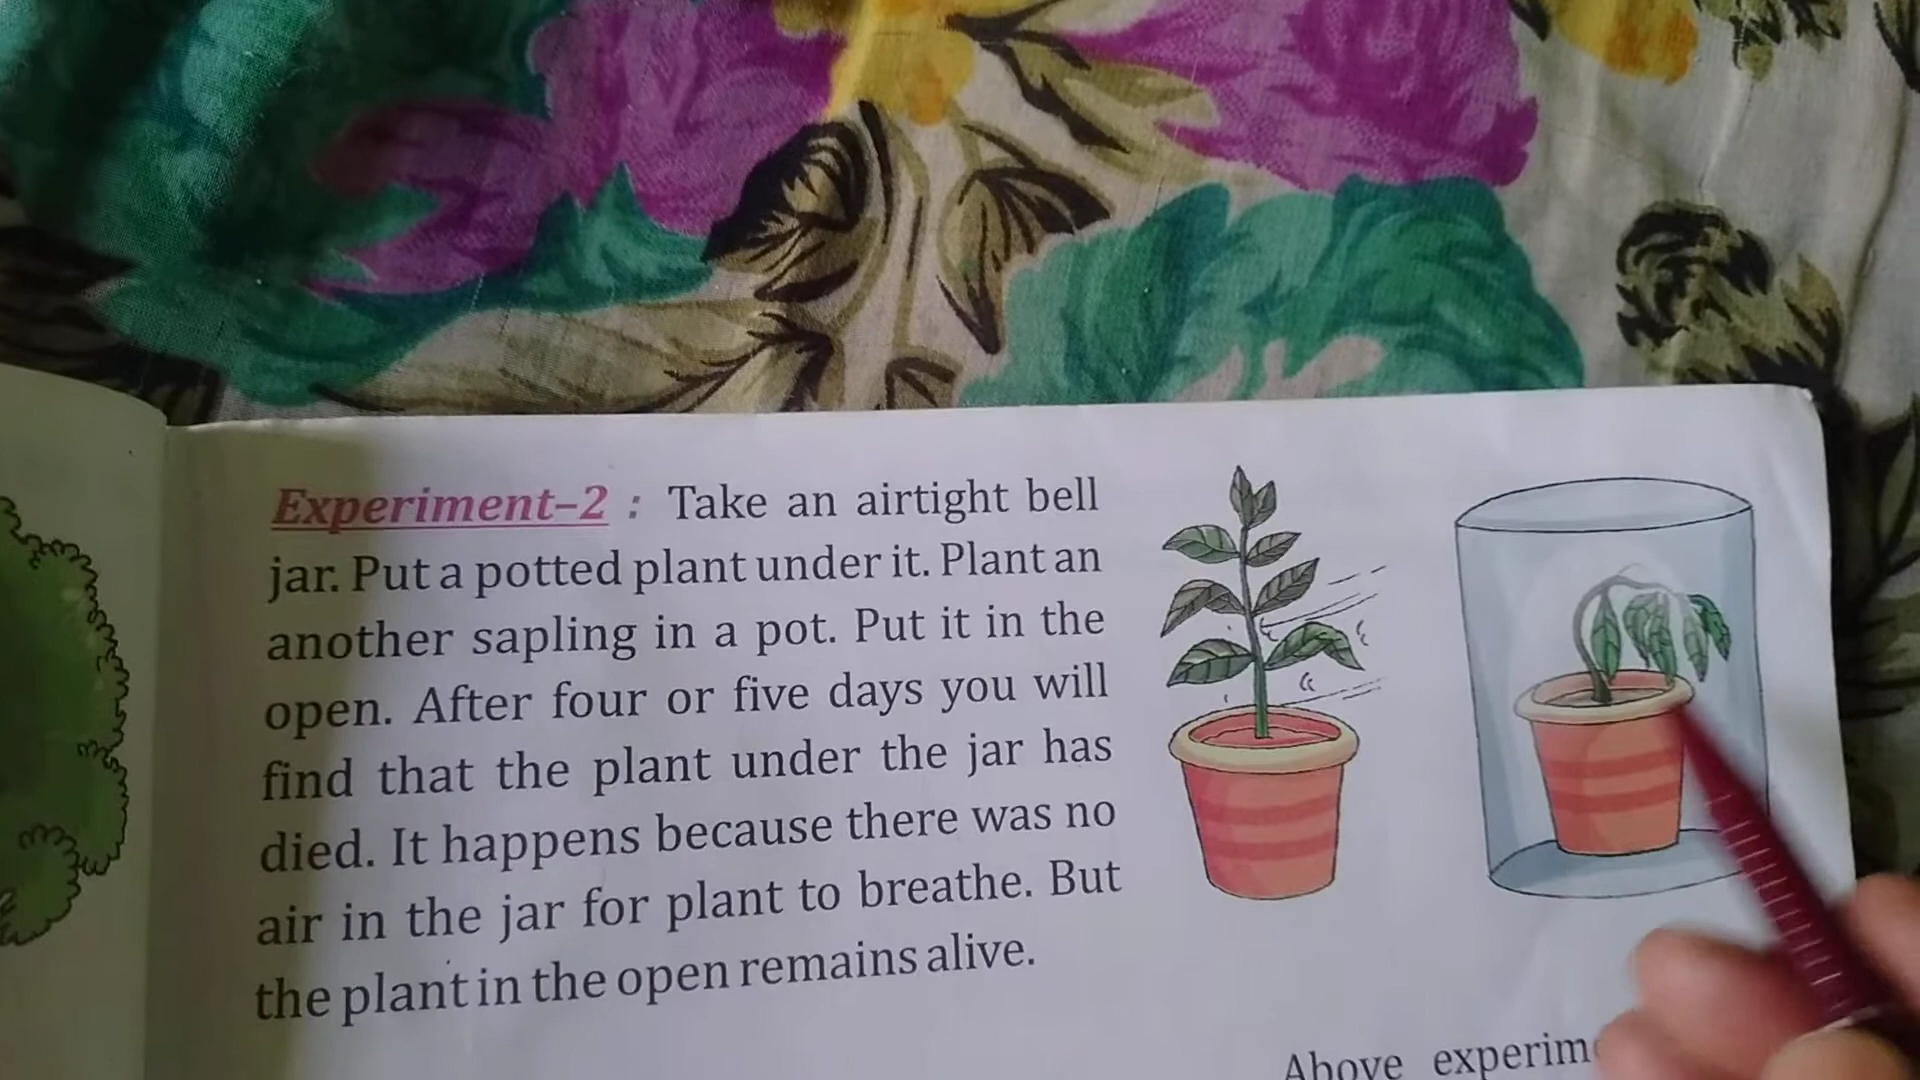 Experiment–2 : Take an airtight bell
jar. Put a potted plant under it. Plant an
another sapling in a pot. Put it in the
open. After four or five days you will
find that the plant under the jar has
died. It happens because there was no
air in the jar for plant to breathe. But
the plant in the open remains alive.
Above